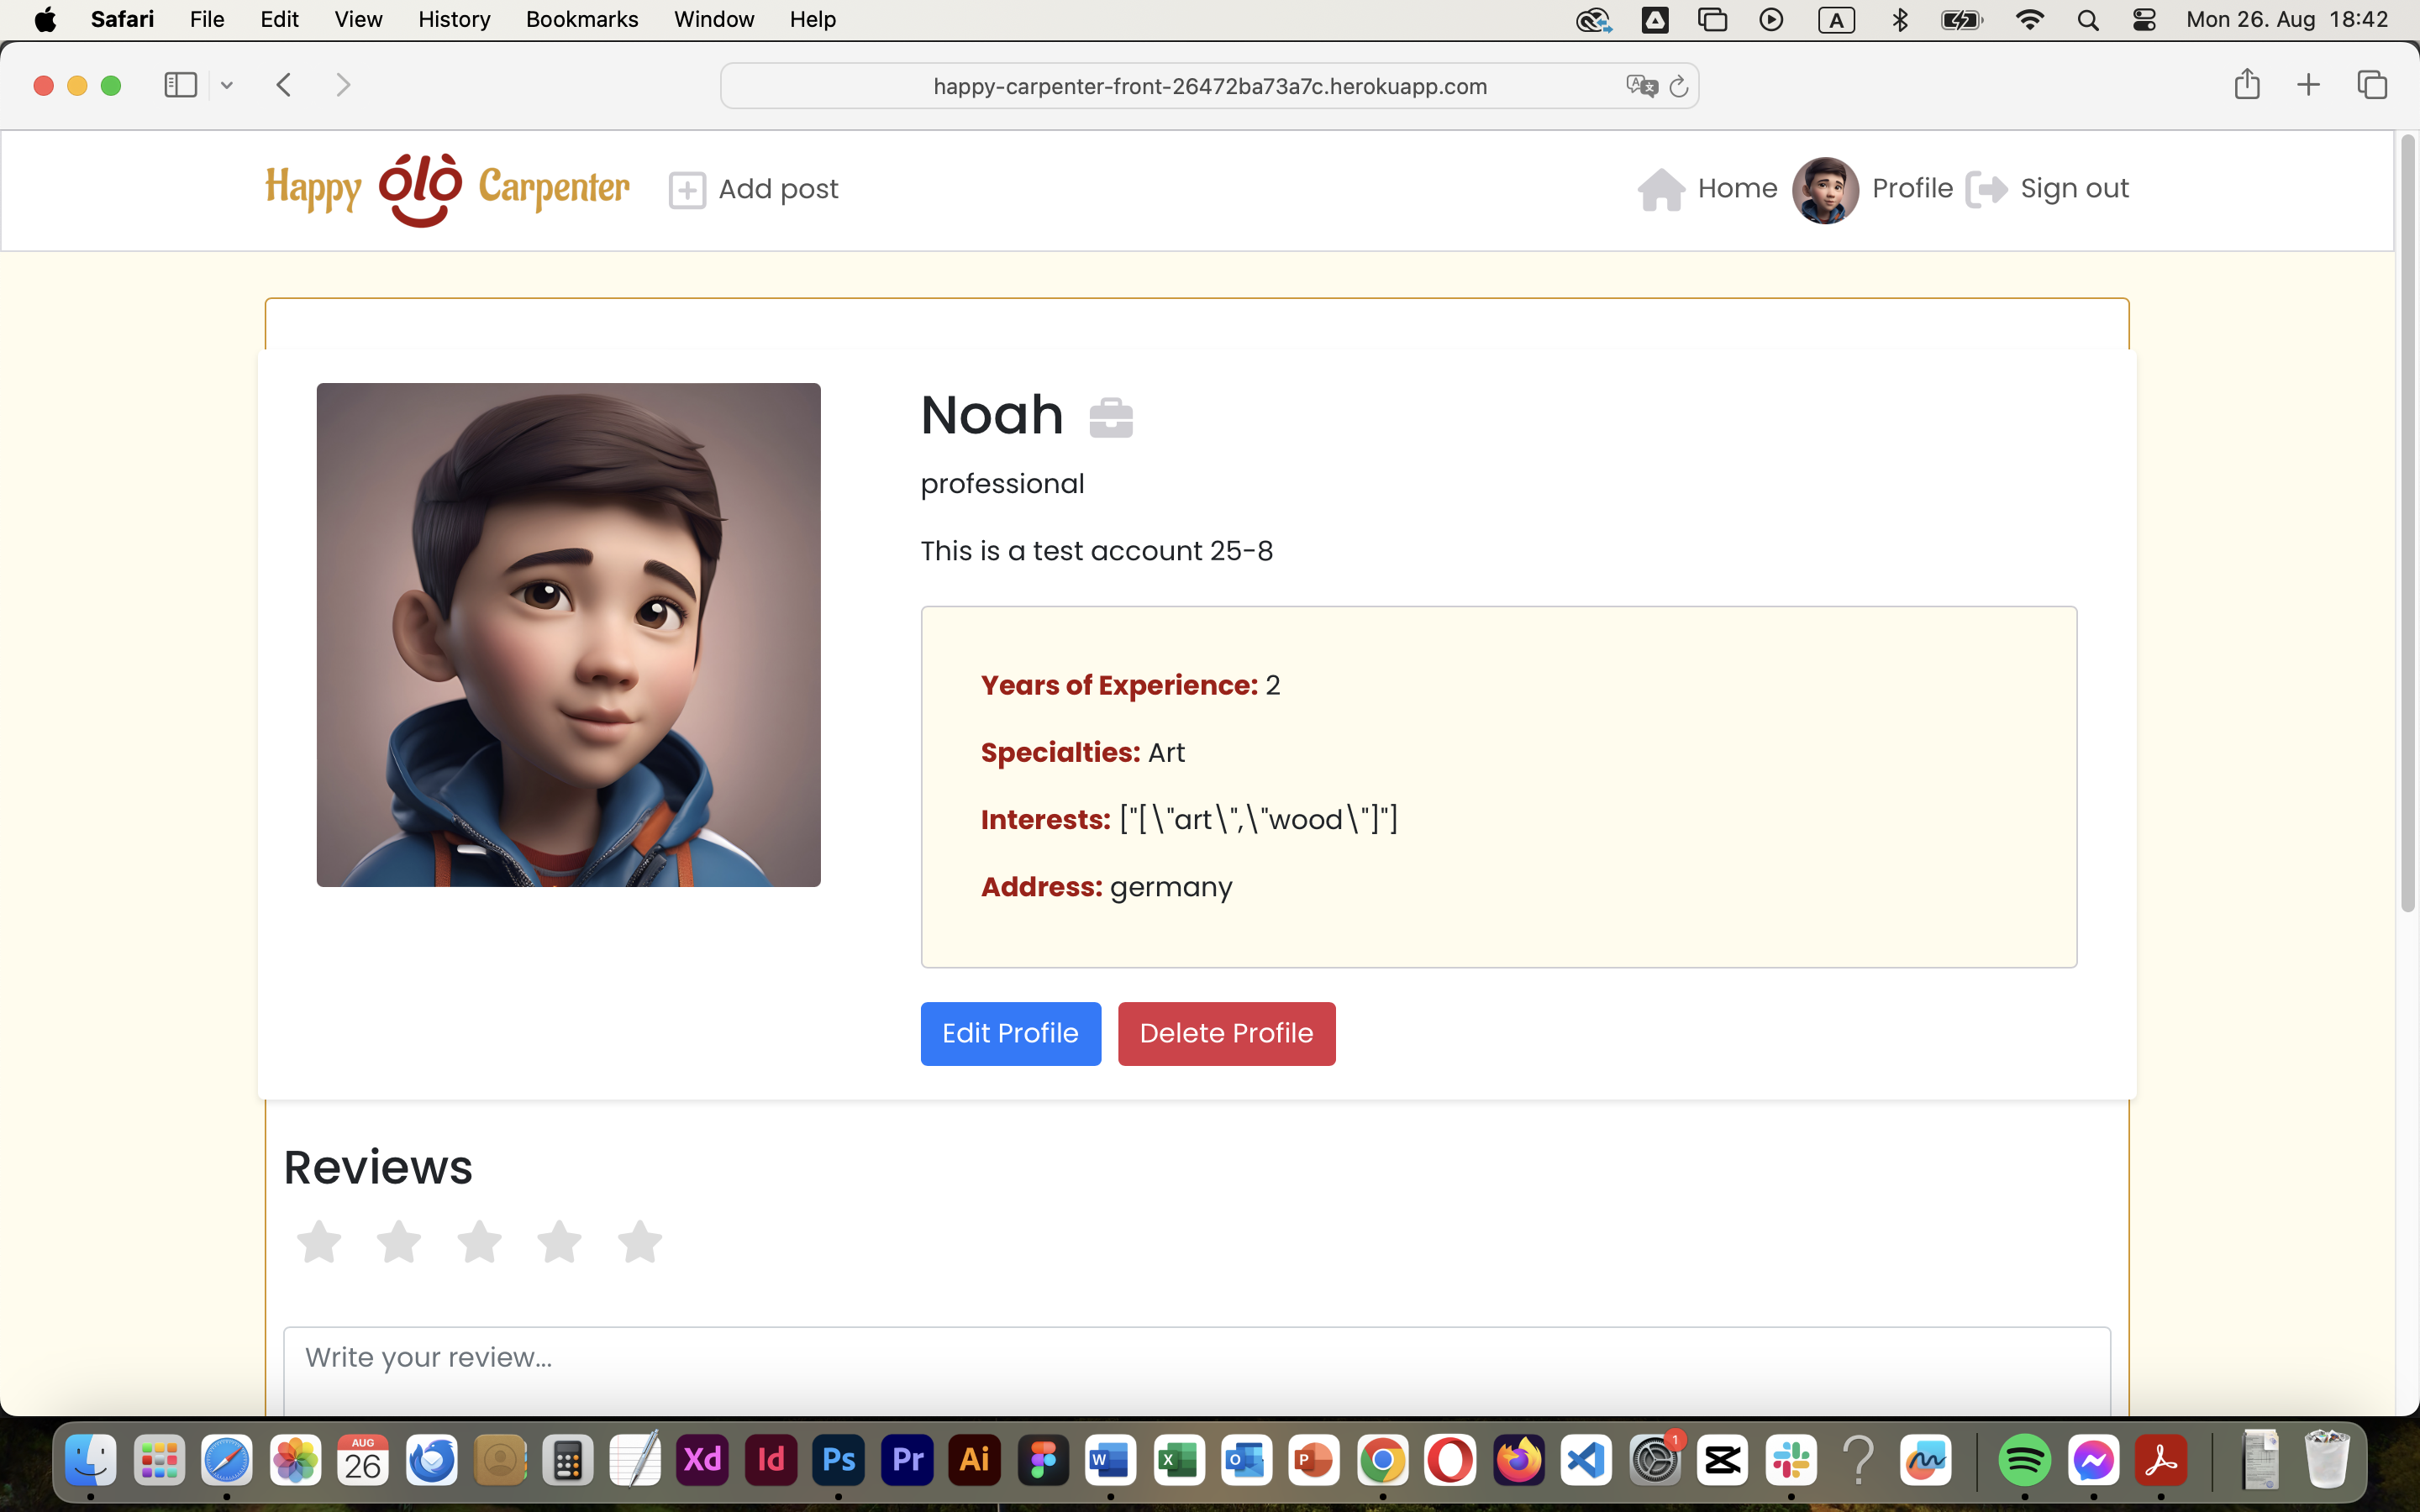 Safari File Edit View History Bookmarks Window Help A Mon 26. Aug 18:42
happy-carpenter-front-26472ba73a7c.herokuapp.com
Happy ólò Carpenter Add post Home Profile Sign out
Noah
professional
This is a test account 25-8
Years of Experience: 2
Specialties: Art
Interests: ["[\"art\",\"wood\"]"]
Address: germany
Edit Profile Delete Profile
Reviews
Write your review...
AUG
26
Xd Id Ps Pr Ai W X O P 1